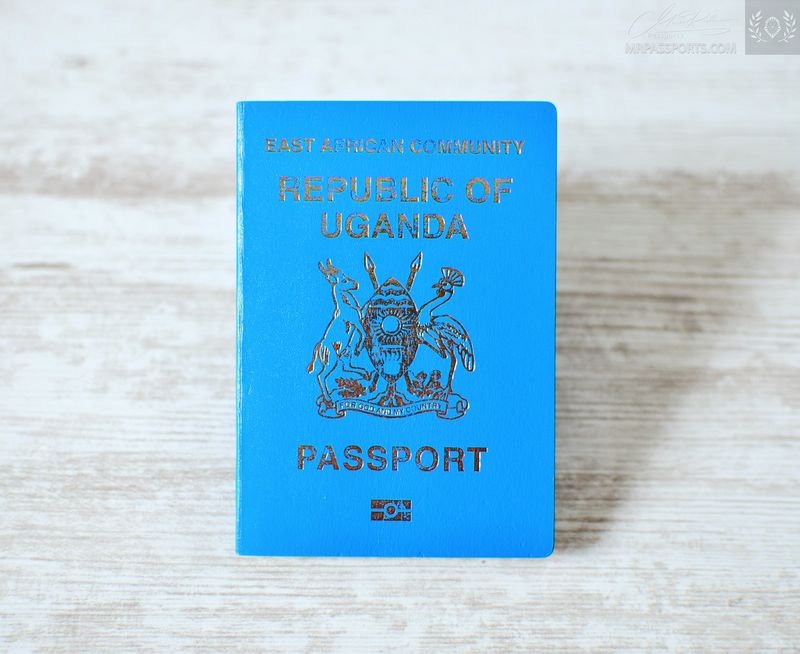 MRPASSPORTS.COM
EAST AFRICAN COMMUNITY
REPUBLIC OF
UGANDA
FOR GOD AND MY COUNTRY
PASSPORT